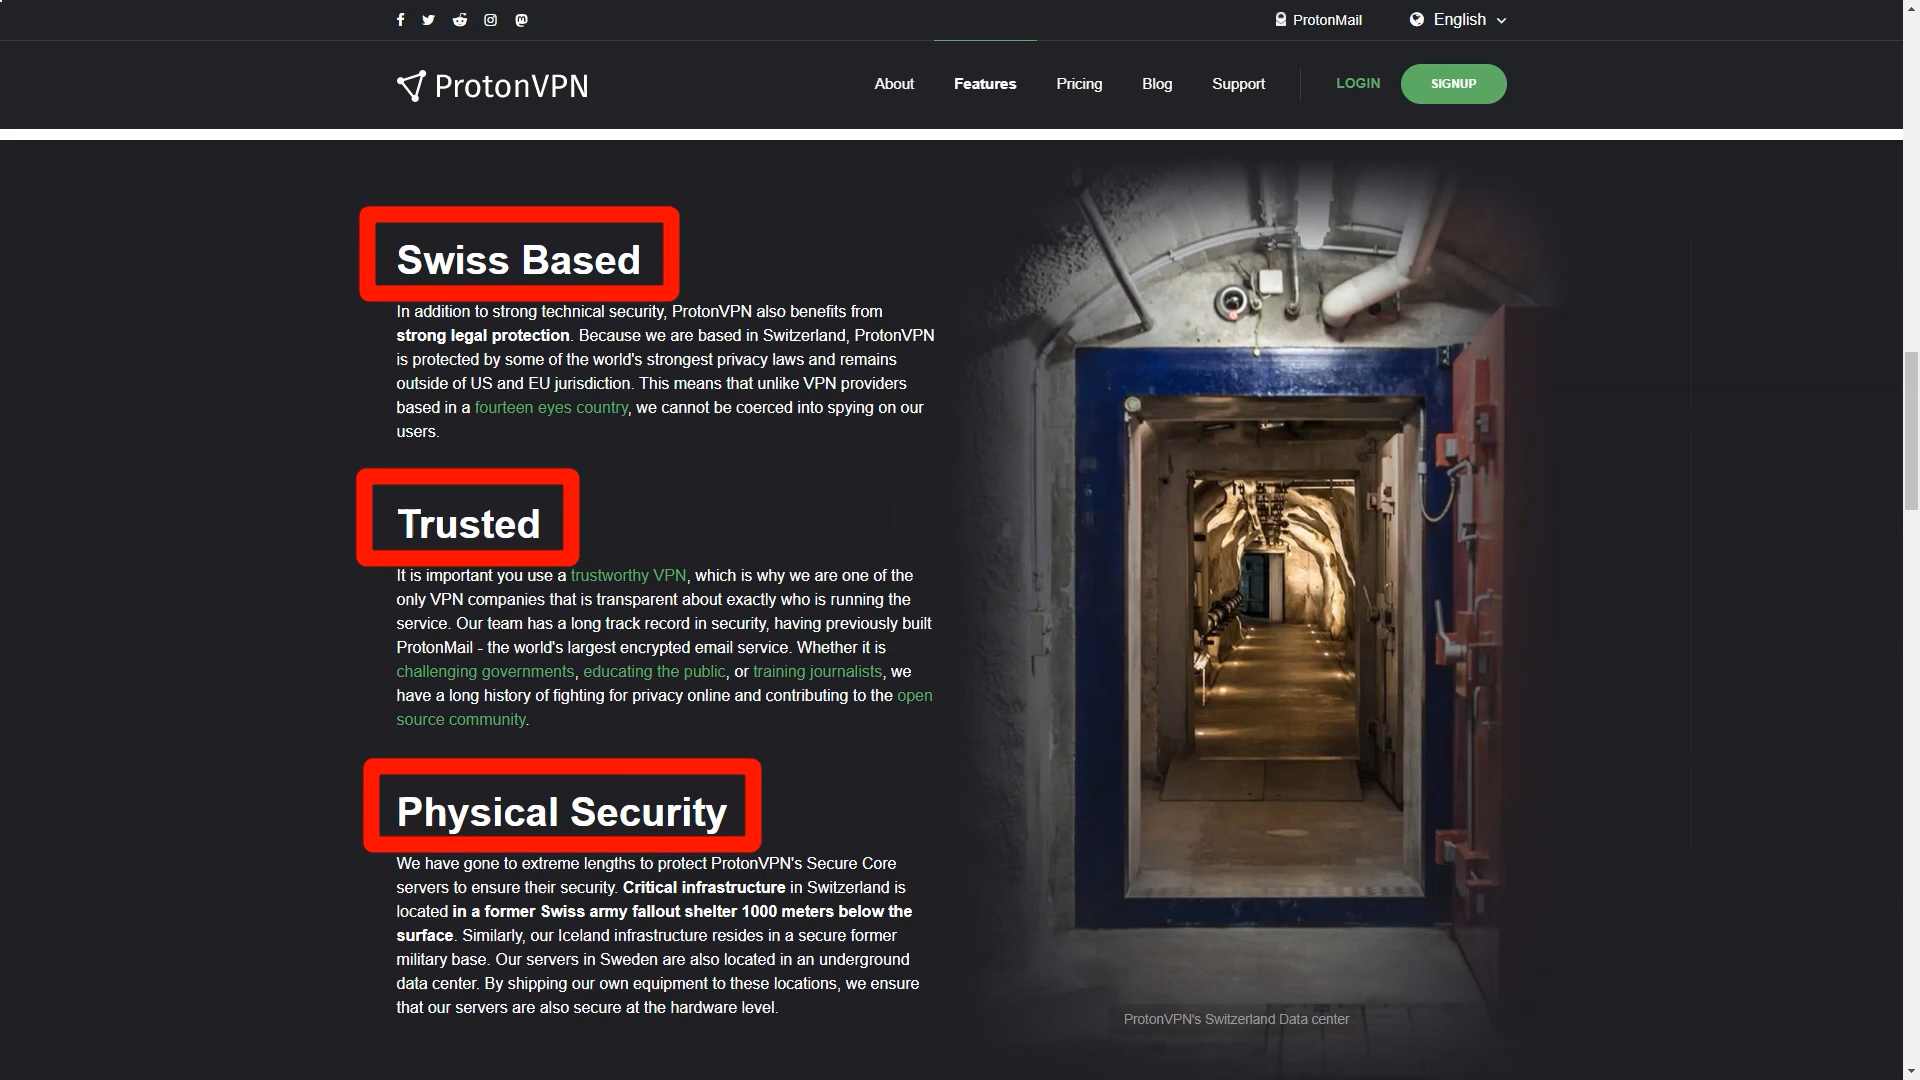 ProtonMail
English
ProtonVPN
About
Features
Pricing
Blog
Support
LOGIN
SIGNUP
Swiss Based
In addition to strong technical security, ProtonVPN also benefits from
strong legal protection. Because we are based in Switzerland, ProtonVPN
is protected by some of the world's strongest privacy laws and remains
outside of US and EU jurisdiction. This means that unlike VPN providers
based in a fourteen eyes country, we cannot be coerced into spying on our
users.
Trusted
It is important you use a trustworthy VPN, which is why we are one of the
only VPN companies that is transparent about exactly who is running the
service. Our team has a long track record in security, having previously built
ProtonMail - the world's largest encrypted email service. Whether it is
challenging governments, educating the public, or training journalists, we
have a long history of fighting for privacy online and contributing to the open
source community.
Physical Security
We have gone to extreme lengths to protect ProtonVPN's Secure Core
servers to ensure their security. Critical infrastructure in Switzerland is
located in a former Swiss army fallout shelter 1000 meters below the
surface. Similarly, our Iceland infrastructure resides in a secure former
military base. Our servers in Sweden are also located in an underground
data center. By shipping our own equipment to these locations, we ensure
that our servers are also secure at the hardware level.
ProtonVPN's Switzerland Data center